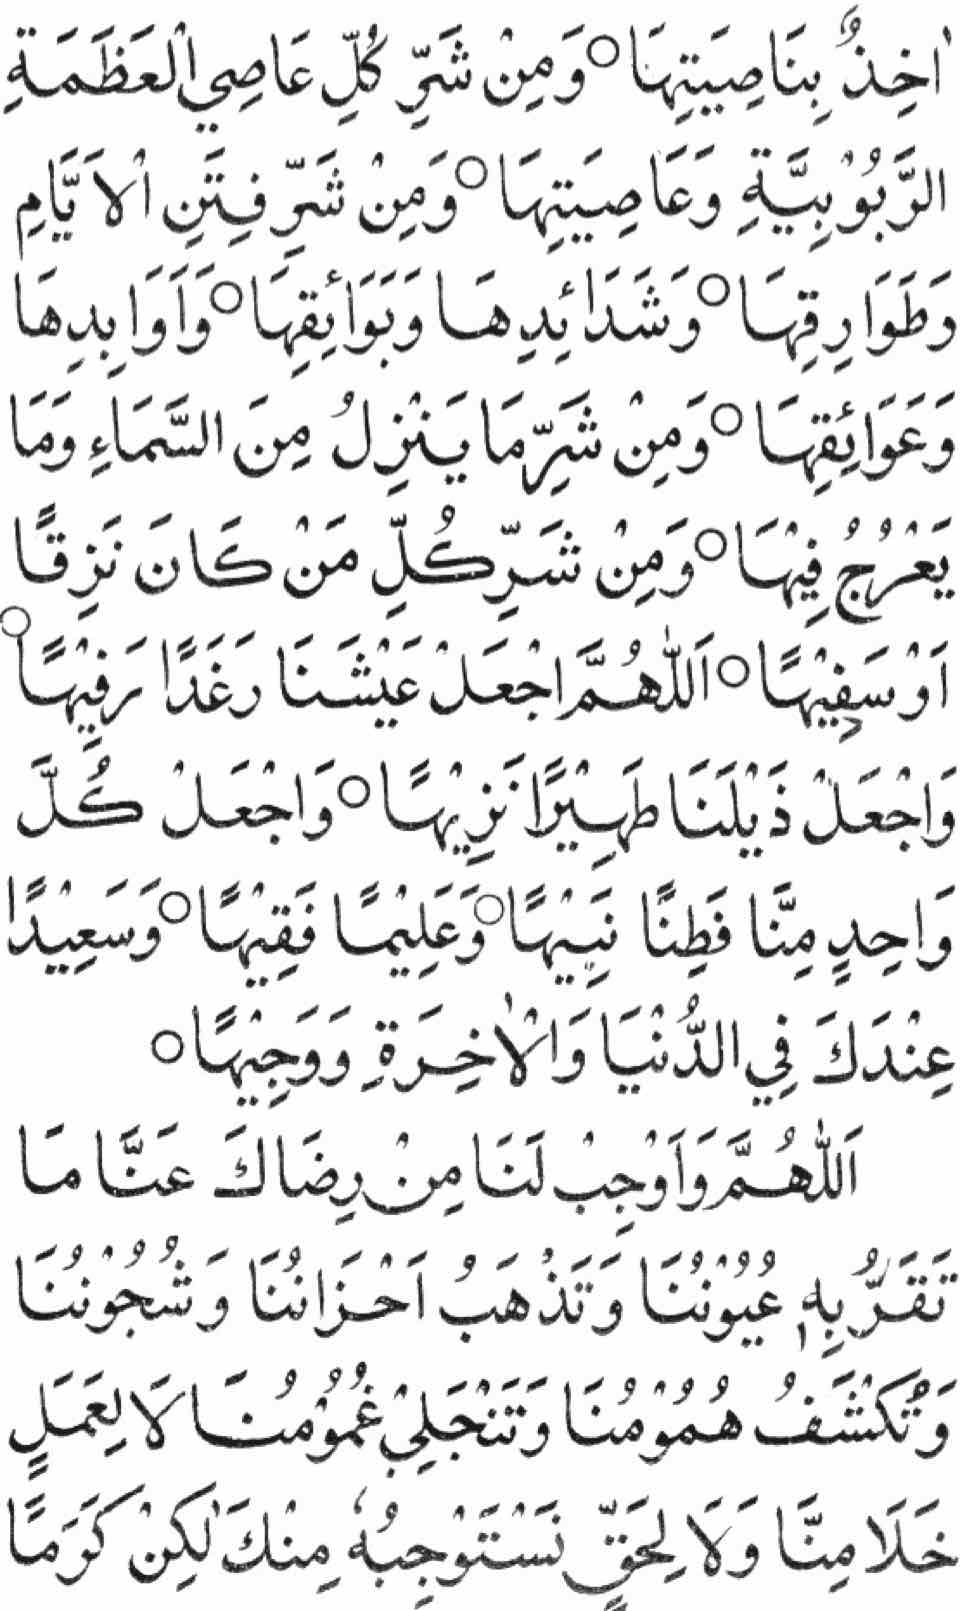 اٰخِذٌۢ بِنَاصِيَتِهَا ○ وَمِنْ شَرِّ كُلِّ عَاصِي الْعَظَمَةِ
الرَّبُوْبِيَّةِ وَعَاصِيَتِهَا ○ وَمِنْ شَرِّ فِتَنِ الْاَيَّامِ
وَطَوَارِقِهَا ○ وَشَدَائِدِهَا وَبَوَائِقِهَا ○ وَاَوَابِدِهَا
وَعَوَائِقِهَا ○ وَمِنْ شَرِّ مَا يَنْزِلُ مِنَ السَّمَاءِ وَمَا
يَعْرُجُ فِيْهَا ○ وَمِنْ شَرِّ كُلِّ مَنْ كَانَ نَزِقًا
اَوْ سَفِيْهًا ○ اَللّٰهُمَّ اجْعَلْ عَيْشَنَا رَغَدًا رَفِيْهًا ○
وَاجْعَلْ ذَيْلَنَا طَهِيْرًا نَزِيْهًا ○ وَاجْعَلْ كُلَّ
وَاحِدٍ مِنَّا فَطِنًا نَبِيْهًا ○ وَعَلِيْمًا فَقِيْهًا ○ وَسَعِيْدًا
عِنْدَكَ فِي الدُّنْيَا وَالْاٰخِرَةِ وَوَجِيْهًا ○
اَللّٰهُمَّ وَاَوْجِبْ لَنَا مِنْ رِضَاكَ عَنَّا مَا
تَقَرُّ بِهٖ عُيُوْنُنَا وَتَذْهَبُ اَحْزَانُنَا وَشُجُوْنُنَا
وَتُكْشَفُ هُمُوْمُنَا وَتَنْجَلِيْ غُمُوْمُنَا لَا لِعَمَلٍ
خَلَا مِنَّا وَلَا لِحَقٍّ نَسْتَوْجِبُهٗ مِنْكَ لٰكِنْ كَرَمًا